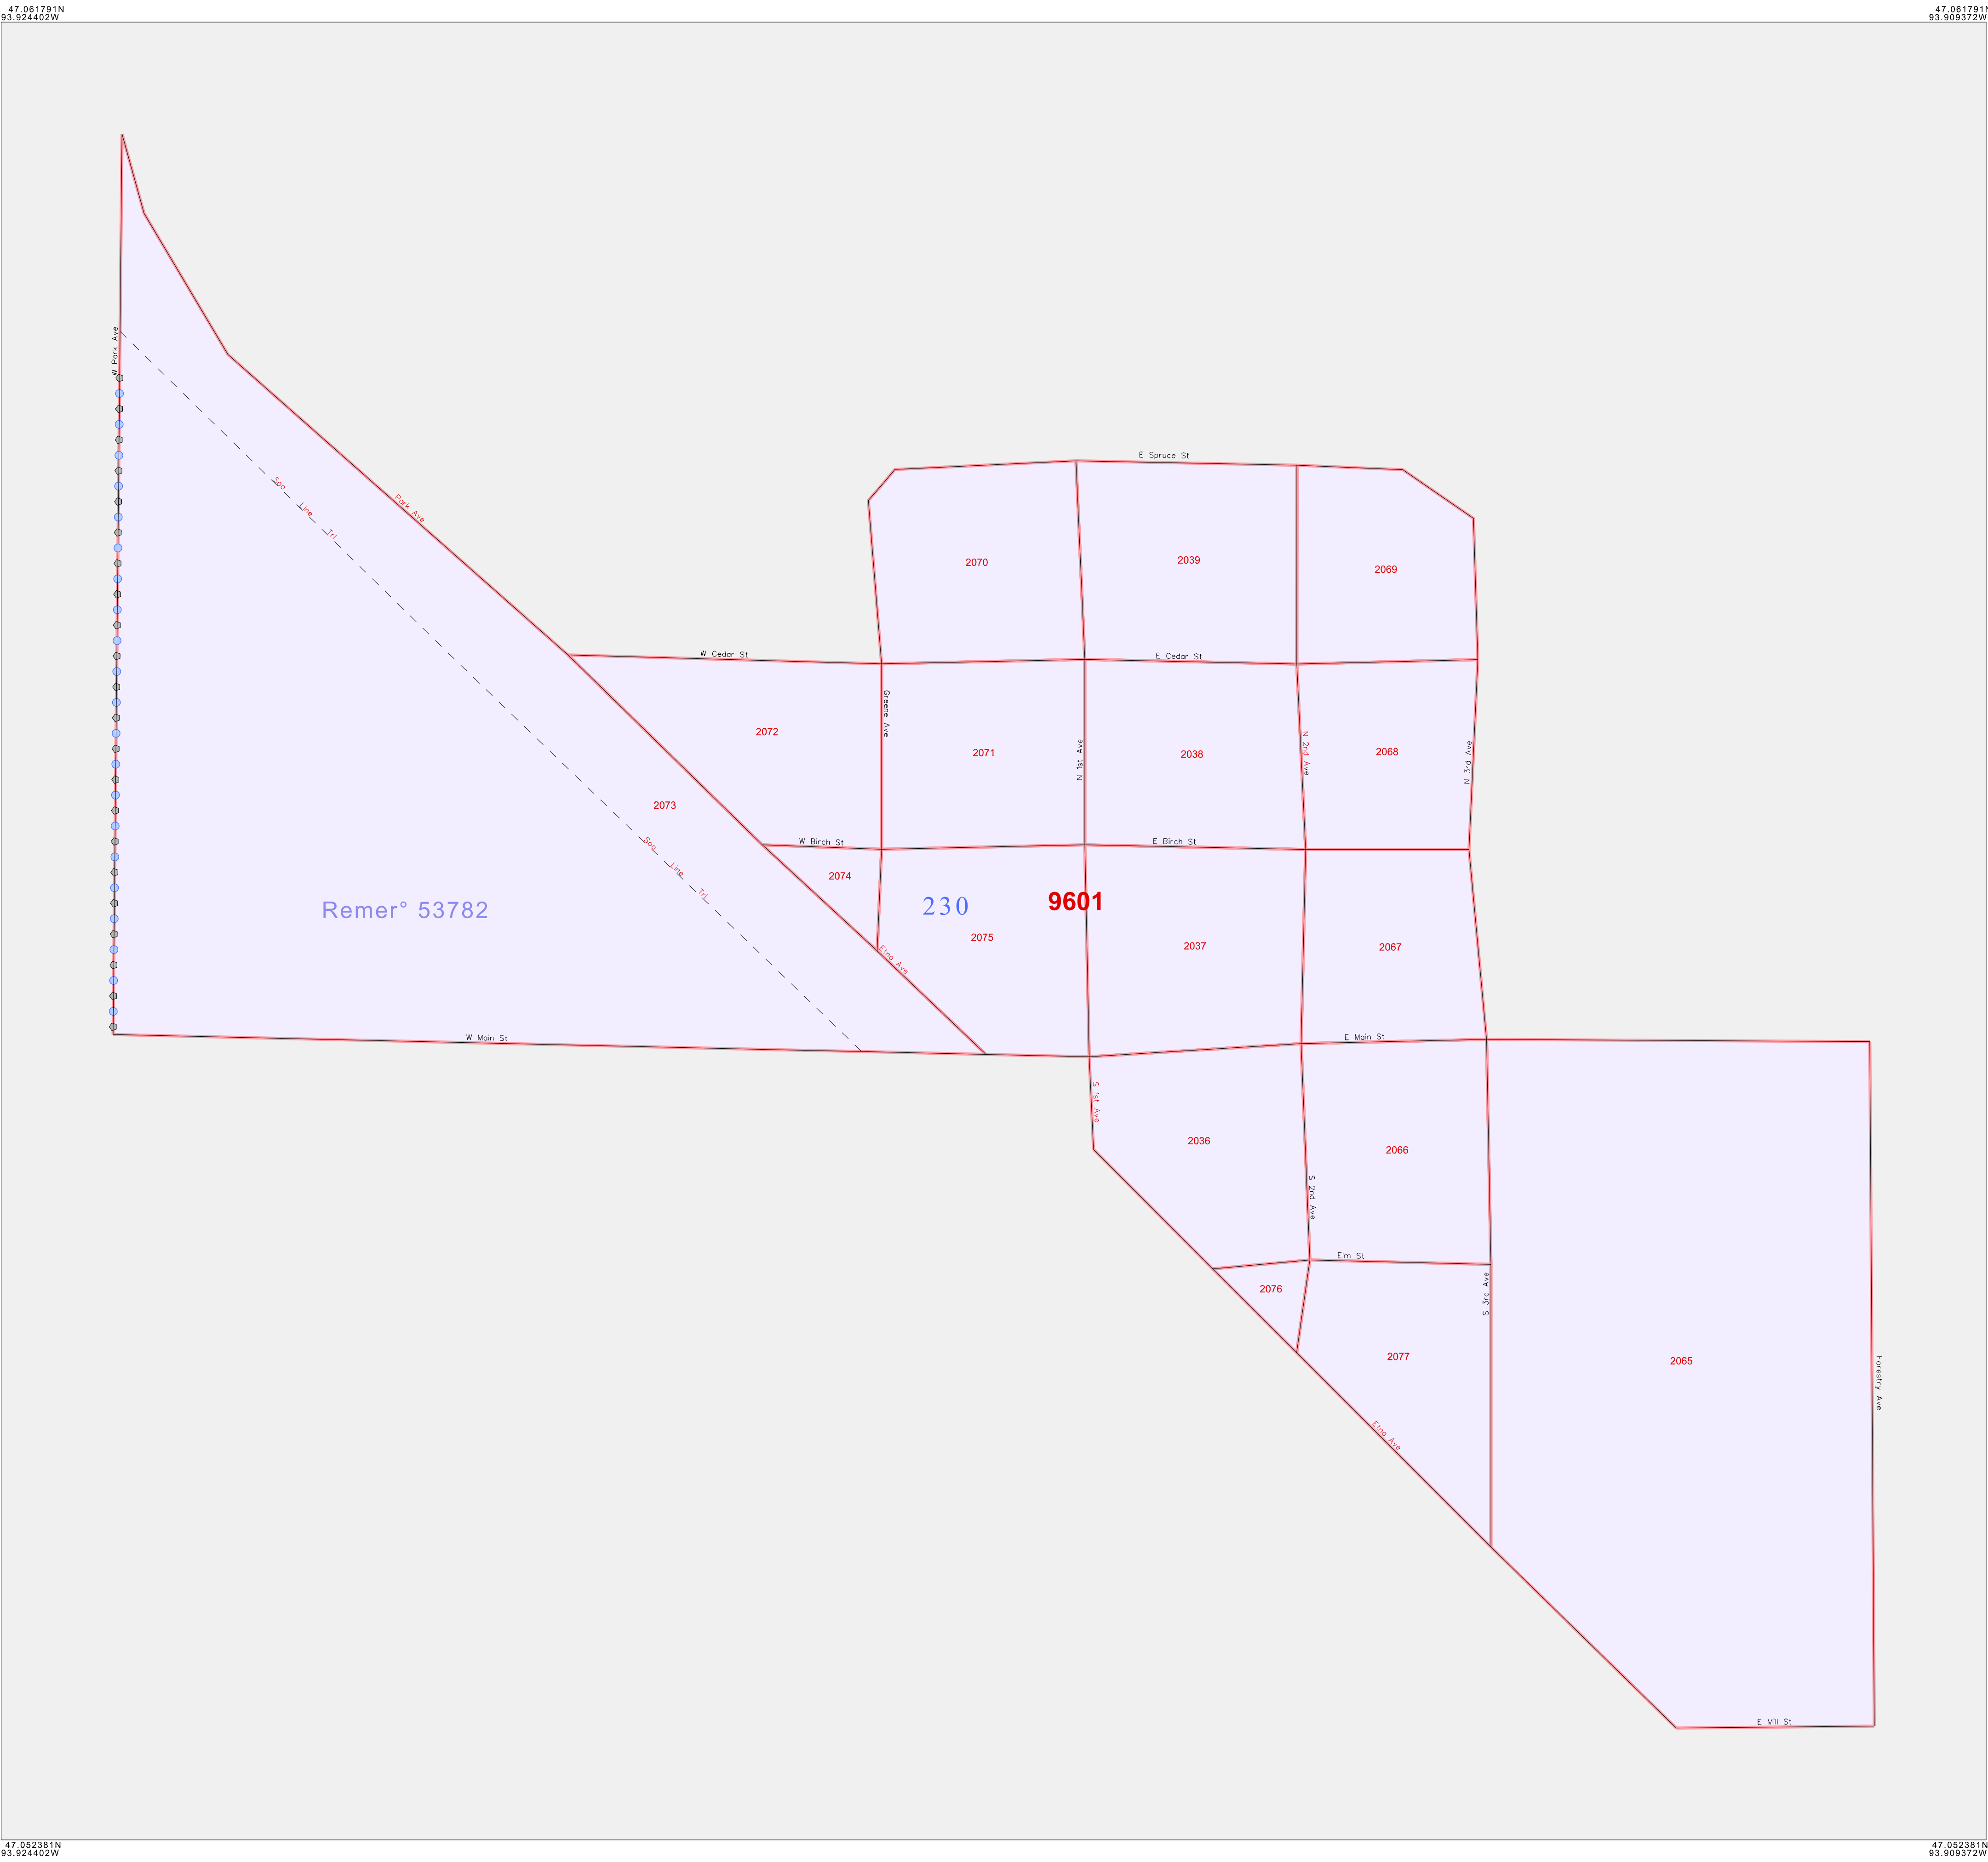 47.061791N
93.924402W
47.061791N
93.909372W
W Park Ave
E Spruce St
Soo Line Trl
Park Ave
2070
2039
2069
W Cedar St
E Cedar St
Greene Ave
N 2nd Ave
2072
2071
N 1st Ave
2038
2068
N 3rd Ave
2073
W Birch St
E Birch St
Soo Line Trl
2074
Remer° 53782
230
9601
2075
2037
2067
Etna Ave
W Main St
E Main St
S 1st Ave
2036
2066
S 2nd Ave
Elm St
2076
S 3rd Ave
2077
2065
Forestry Ave
Etna Ave
E Mill St
47.052381N
93.924402W
47.052381N
93.909372W